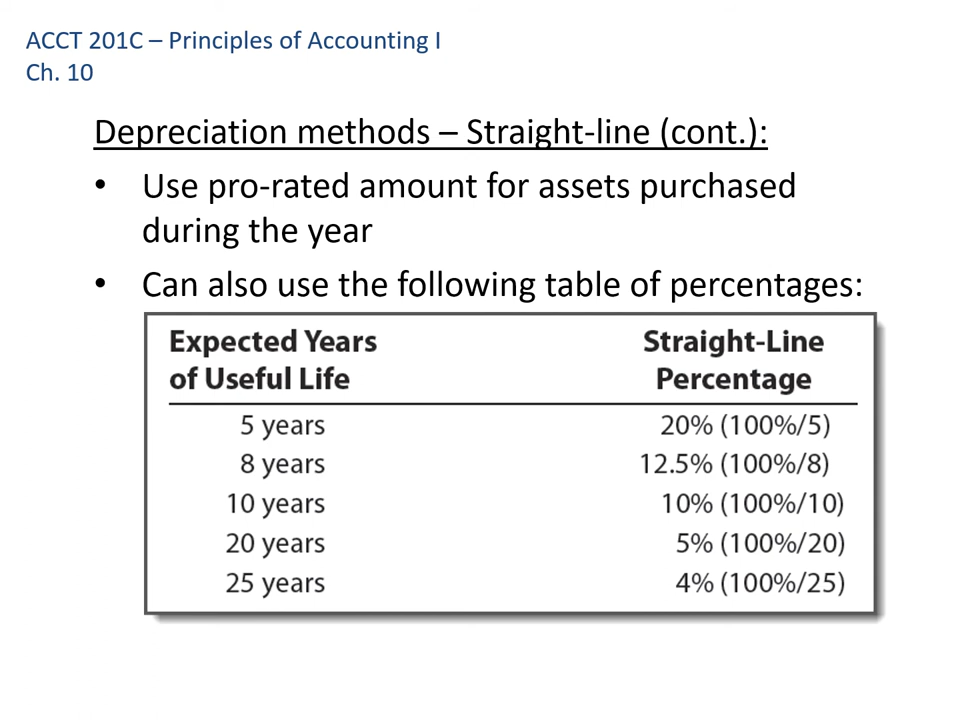 ACCT 201C – Principles of Accounting I
Ch. 10
Depreciation methods – Straight-line (cont.):
• Use pro-rated amount for assets purchased
during the year
• Can also use the following table of percentages:
Expected Years Straight-Line
of Useful Life Percentage
5 years 20% (100%/5)
8 years 12.5% (100%/8)
10 years 10% (100%/10)
20 years 5% (100%/20)
25 years 4% (100%/25)